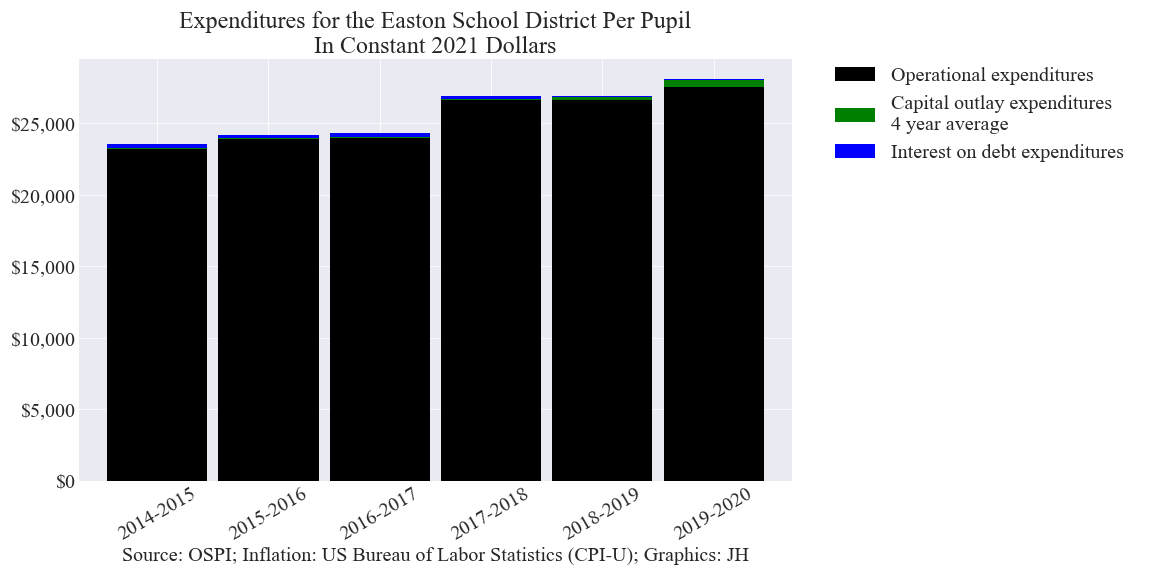 Expenditures for the Easton School District Per Pupil
In Constant 2021 Dollars
Operational expenditures
Capital outlay expenditures
4 year average
Interest on debt expenditures
$25,000
$20,000
$15,000
$10,000
$5,000
$0
2014-2015
2015-2016
2016-2017
2017-2018
2018-2019
2019-2020
Source: OSPI; Inflation: US Bureau of Labor Statistics (CPI-U); Graphics: JH